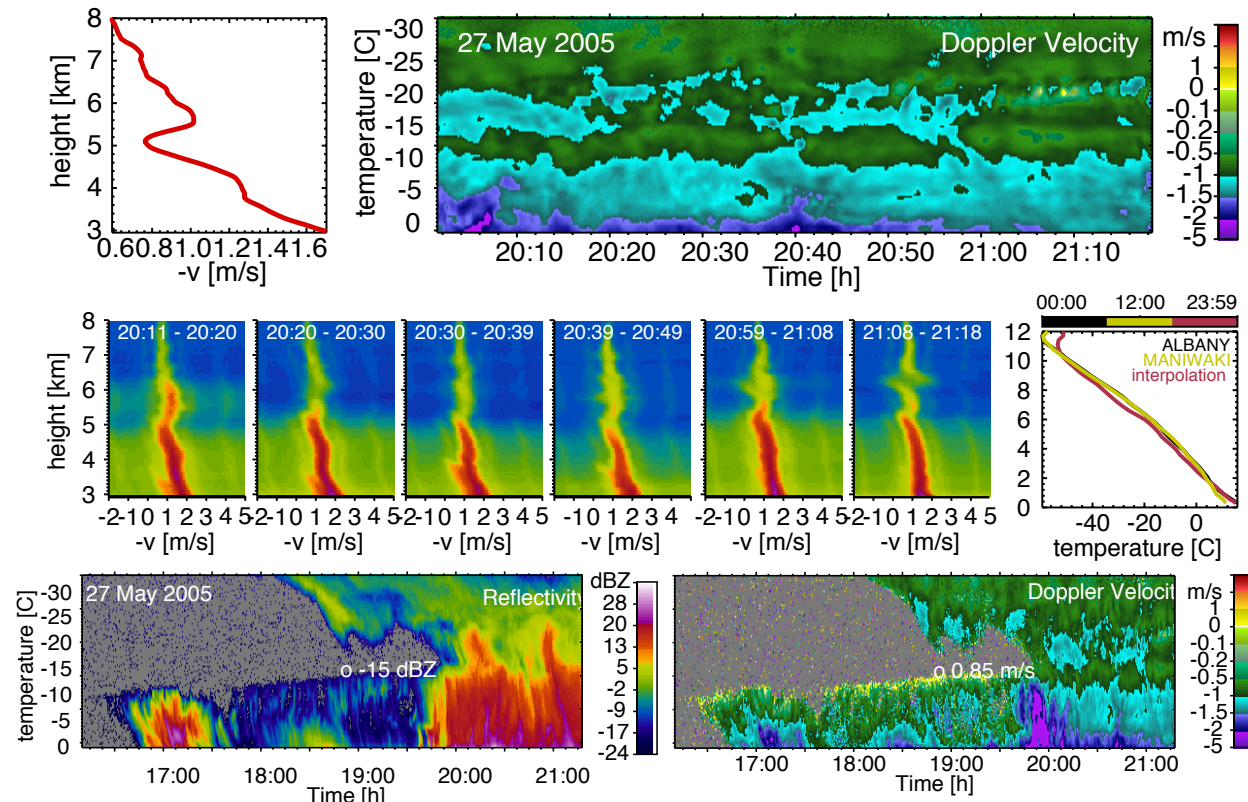 8
7
6
5
4
3
height [km]
0.60.81.01.21.41.6
-v [m/s]
27 May 2005
Doppler Velocity
-30
-25
-20
-15
-10
-5
0
temperature [C]
20:10 20:20 20:30 20:40 20:50 21:00 21:10
Time [h]
m/s
1
0
-0.1
-0.2
-0.5
-1
-1.5
-2
-5
8
7
6
5
4
3
height [km]
20:11 - 20:20
20:20 - 20:30
20:30 - 20:39
20:39 - 20:49
20:59 - 21:08
21:08 - 21:18
-2-10 1 2 3 4 5
-2-10 1 2 3 4 5
-2-10 1 2 3 4 5
-2-10 1 2 3 4 5
-2-10 1 2 3 4 5
-2-10 1 2 3 4 5
-v [m/s]
-v [m/s]
-v [m/s]
-v [m/s]
-v [m/s]
-v [m/s]
00:00 12:00 23:59
12
10
8
6
4
2
0
ALBANY
MANIWAKI
interpolation
-40 -20 0
temperature [C]
27 May 2005
Reflectivity
o -15 dBZ
-30
-25
-20
-15
-10
-5
0
temperature [C]
17:00 18:00 19:00 20:00 21:00
Time [h]
dBZ
28
20
13
5
-2
-9
-17
-24
Doppler Velocit
o 0.85 m/s
17:00 18:00 19:00 20:00 21:00
Time [h]
m/s
1
0
-0.1
-0.2
-0.5
-1
-1.5
-2
-5